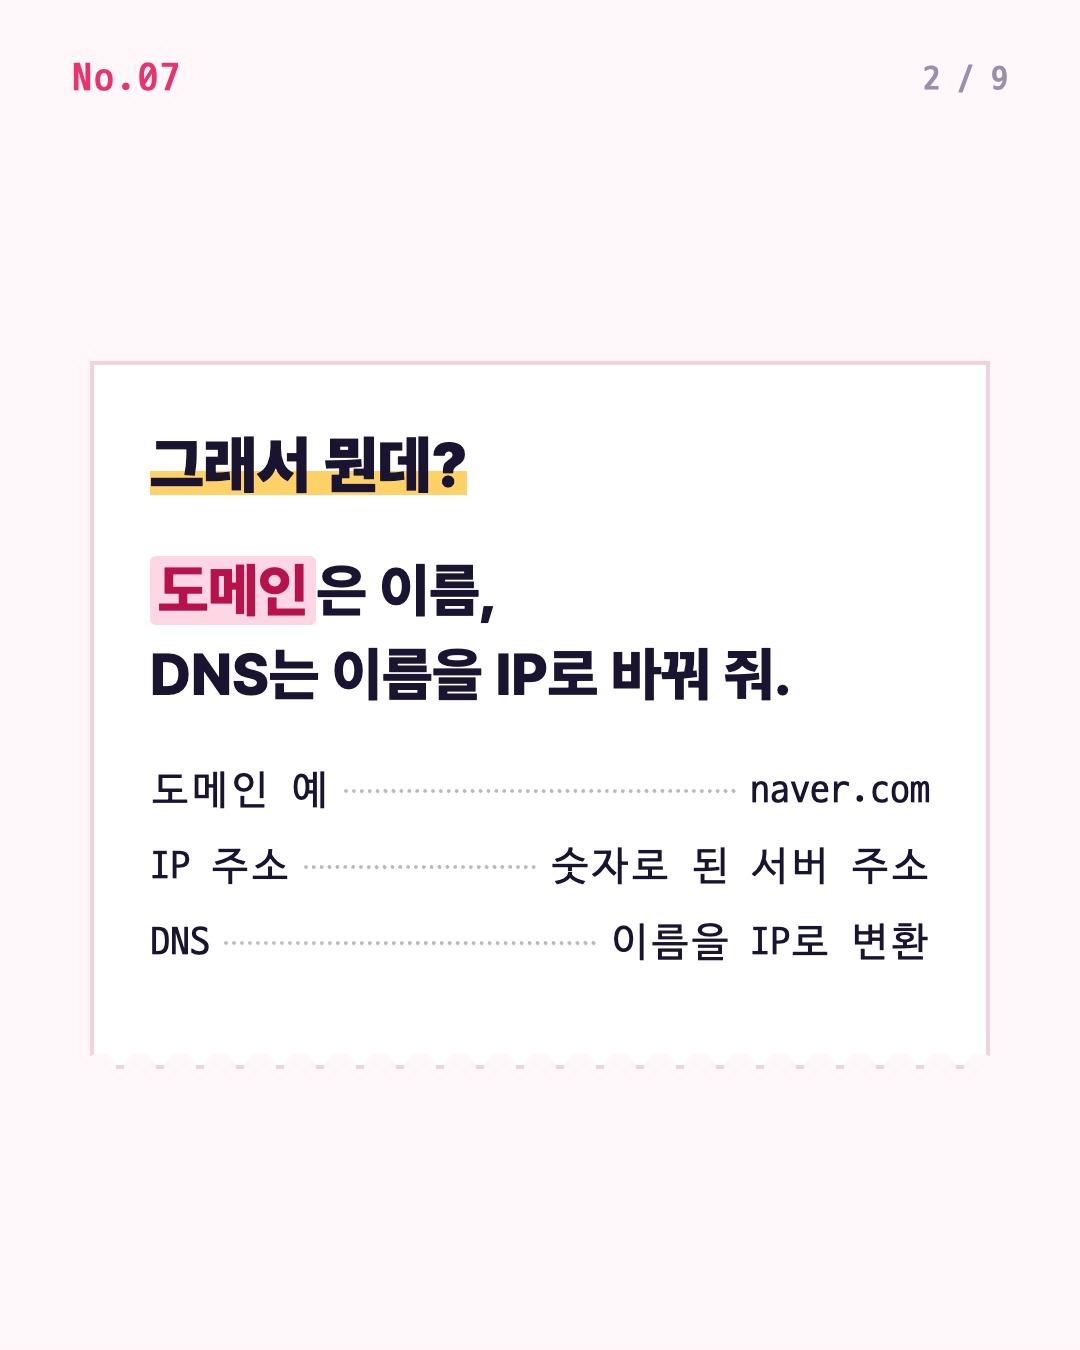 No.07
2 / 9
그래서 뭔데?
도메인은 이름,
DNS는 이름을 IP로 바꿔 줘.
도메인 예 naver.com
IP 주소 숫자로 된 서버 주소
DNS 이름을 IP로 변환